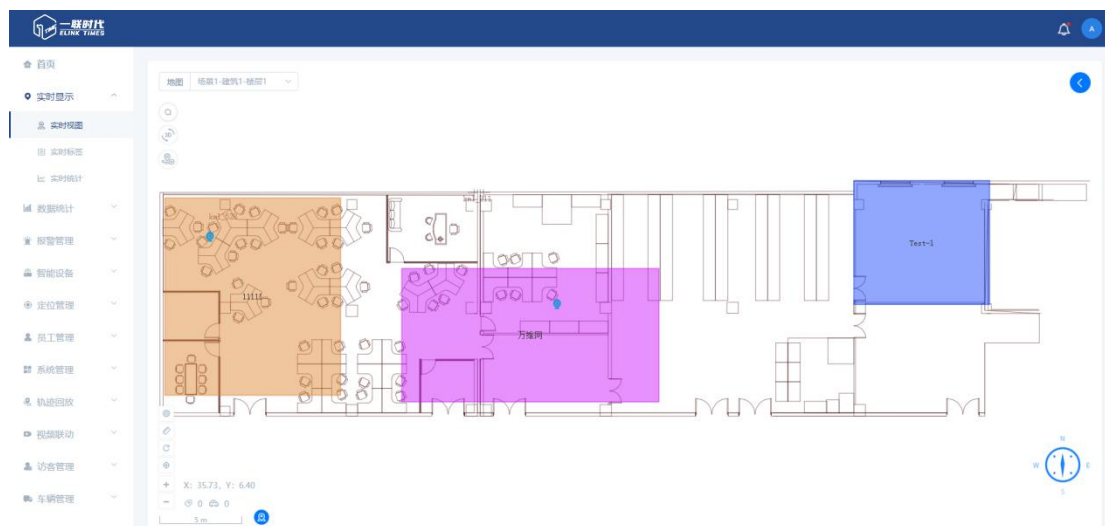 一联时代
ELINK TIMES
A
首页
实时显示
实时视图
实时标签
实时统计
数据统计
报警管理
智能设备
定位管理
员工管理
系统管理
轨迹回放
视频联动
访客管理
车辆管理
地图 场景1-建筑1-楼层1
3D
11111
万维网
Test-1
X: 35.73, Y: 6.40
0 0
5 m
N
W E
S